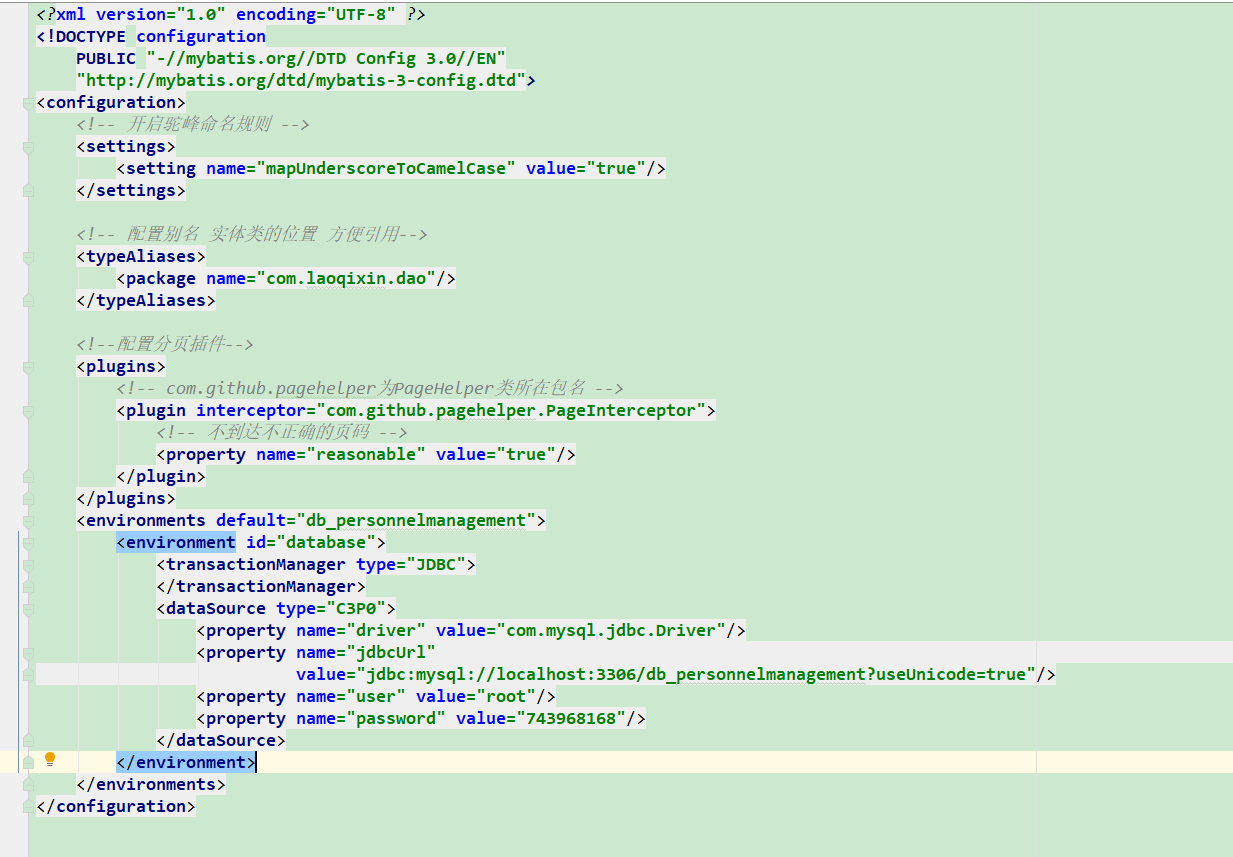 <?xml version="1.0" encoding="UTF-8" ?>
<!DOCTYPE configuration
    PUBLIC "-//mybatis.org//DTD Config 3.0//EN"
    "http://mybatis.org/dtd/mybatis-3-config.dtd">
<configuration>
    <!-- 开启驼峰命名规则 -->
    <settings>
        <setting name="mapUnderscoreToCamelCase" value="true"/>
    </settings>
    <!-- 配置别名 实体类的位置 方便引用-->
    <typeAliases>
        <package name="com.laoqixin.dao"/>
    </typeAliases>
    <!--配置分页插件-->
    <plugins>
        <!-- com.github.pagehelper为PageHelper类所在包名 -->
        <plugin interceptor="com.github.pagehelper.PageInterceptor">
            <!-- 不到达不正确的页码 -->
            <property name="reasonable" value="true"/>
        </plugin>
    </plugins>
    <environments default="db_personnelmanagement">
        <environment id="database">
            <transactionManager type="JDBC">
            </transactionManager>
            <dataSource type="C3P0">
                <property name="driver" value="com.mysql.jdbc.Driver"/>
                <property name="jdbcUrl"
                          value="jdbc:mysql://localhost:3306/db_personnelmanagement?useUnicode=true"/>
                <property name="user" value="root"/>
                <property name="password" value="743968168"/>
            </dataSource>
        </environment>
    </environments>
</configuration>